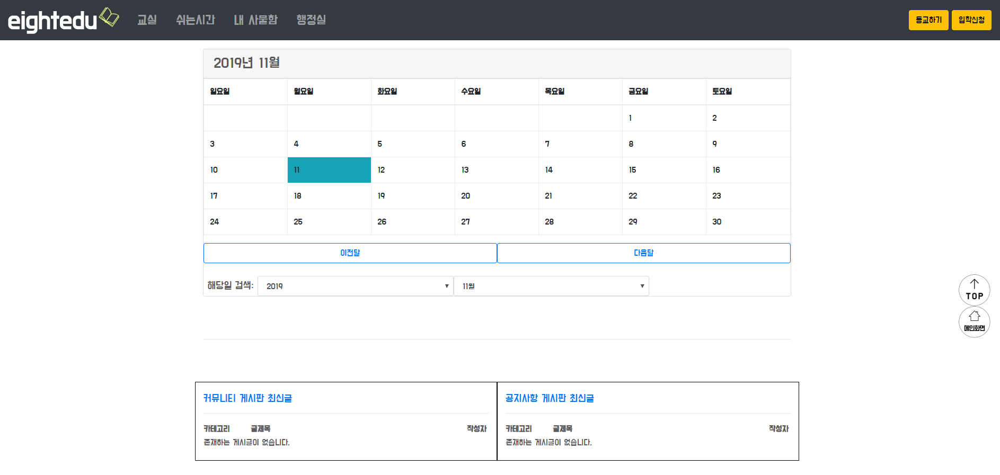 eightedu 교실 쉬는시간 내 사물함 행정실 등교하기 입학신청
2019년 11월
일요일 월요일 화요일 수요일 목요일 금요일 토요일
1 2
3 4 5 6 7 8 9
10 11 12 13 14 15 16
17 18 19 20 21 22 23
24 25 26 27 28 29 30
이전달 다음달
해당일 검색: 2019 11월
TOP
메인화면
커뮤니티 게시판 최신글 공지사항 게시판 최신글
카테고리 글제목 작성자 카테고리 글제목 작성자
존재하는 게시글이 없습니다. 존재하는 게시글이 없습니다.